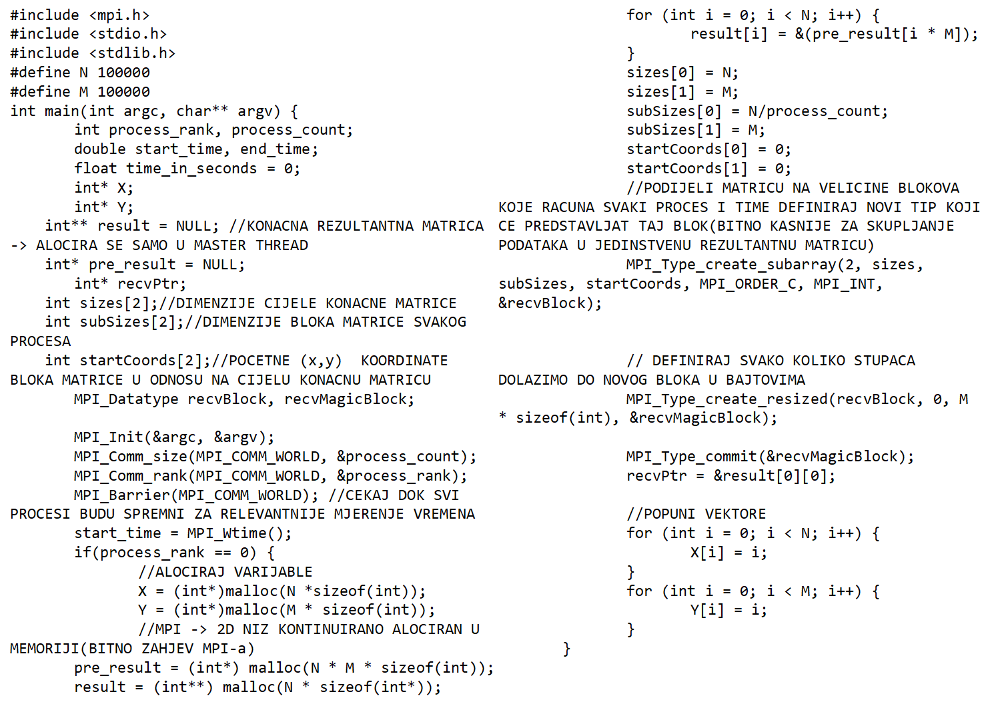 #include <mpi.h>
#include <stdio.h>
#include <stdlib.h>
#define N 100000
#define M 100000
int main(int argc, char** argv) {
int process_rank, process_count;
double start_time, end_time;
float time_in_seconds = 0;
int* X;
int* Y;
int** result = NULL; //KONACNA REZULTANTNA MATRICA
-> ALOCIRA SE SAMO U MASTER THREAD
int* pre_result = NULL;
int* recvPtr;
int sizes[2];//DIMENZIJE CIJELE KONACNE MATRICE
int subSizes[2];//DIMENZIJE BLOKA MATRICE SVAKOG
PROCESA
int startCoords[2];//POCETNE (x,y)  KOORDINATE
BLOKA MATRICE U ODNOSU NA CIJELU KONACNU MATRICU
MPI_Datatype recvBlock, recvMagicBlock;
MPI_Init(&argc, &argv);
MPI_Comm_size(MPI_COMM_WORLD, &process_count);
MPI_Comm_rank(MPI_COMM_WORLD, &process_rank);
MPI_Barrier(MPI_COMM_WORLD); //CEKAJ DOK SVI
PROCESI BUDU SPREMNI ZA RELEVANTNIJE MJERENJE VREMENA
start_time = MPI_Wtime();
if(process_rank == 0) {
//ALOCIRAJ VARIJABLE
X = (int*)malloc(N *sizeof(int));
Y = (int*)malloc(M * sizeof(int));
//MPI -> 2D NIZ KONTINUIRANO ALOCIRAN U
MEMORIJI(BITNO ZAHJEV MPI-a)
pre_result = (int*) malloc(N * M * sizeof(int));
result = (int**) malloc(N * sizeof(int*));
for (int i = 0; i < N; i++) {
result[i] = &(pre_result[i * M]);
}
sizes[0] = N;
sizes[1] = M;
subSizes[0] = N/process_count;
subSizes[1] = M;
startCoords[0] = 0;
startCoords[1] = 0;
//PODIJELI MATRICU NA VELICINE BLOKOVA
KOJE RACUNA SVAKI PROCES I TIME DEFINIRAJ NOVI TIP KOJI
CE PREDSTAVLJAT TAJ BLOK(BITNO KASNIJE ZA SKUPLJANJE
PODATAKA U JEDINSTVENU REZULTANTNU MATRICU)
MPI_Type_create_subarray(2, sizes,
subSizes, startCoords, MPI_ORDER_C, MPI_INT,
&recvBlock);
// DEFINIRAJ SVAKO KOLIKO STUPACA
DOLAZIMO DO NOVOG BLOKA U BAJTOVIMA
MPI_Type_create_resized(recvBlock, 0, M
* sizeof(int), &recvMagicBlock);
MPI_Type_commit(&recvMagicBlock);
recvPtr = &result[0][0];
//POPUNI VEKTORE
for (int i = 0; i < N; i++) {
X[i] = i;
}
for (int i = 0; i < M; i++) {
Y[i] = i;
}
}